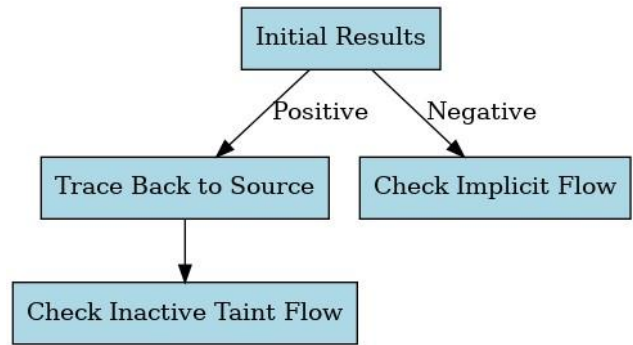 Initial Results
Positive
Negative
Trace Back to Source
Check Implicit Flow
Check Inactive Taint Flow